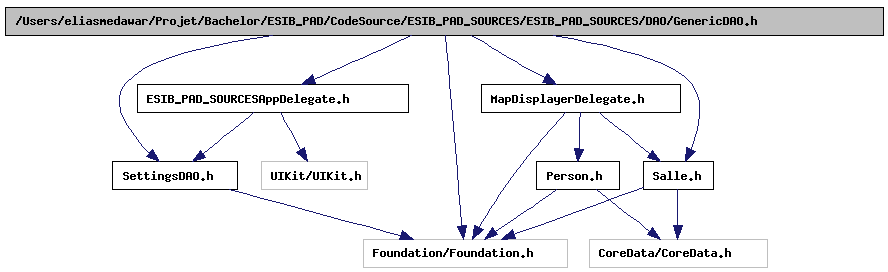 /Users/eliasmedawar/Projet/Bachelor/ESIB_PAD/CodeSource/ESIB_PAD_SOURCES/ESIB_PAD_SOURCES/DAO/GenericDAO.h
ESIB_PAD_SOURCESAppDelegate.h
MapDisplayerDelegate.h
SettingsDAO.h
UIKit/UIKit.h
Person.h
Salle.h
Foundation/Foundation.h
CoreData/CoreData.h